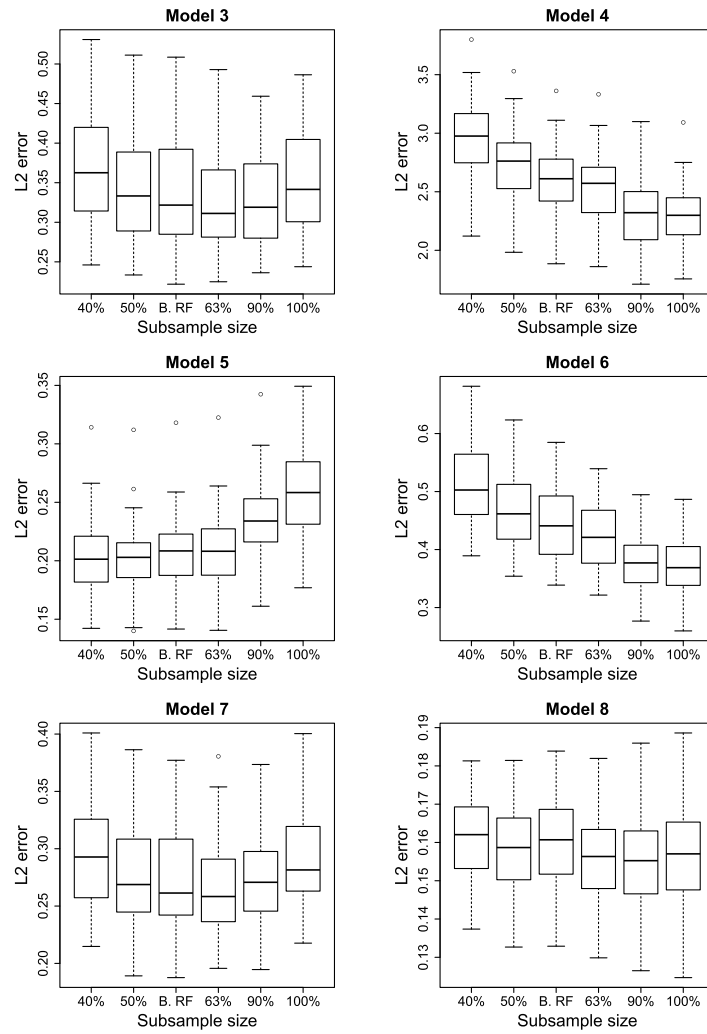 Model 3
L2 error
0.25 0.30 0.35 0.40 0.45 0.50
40% 50% B. RF 63% 90% 100%
Subsample size
Model 4
L2 error
2.0 2.5 3.0 3.5
40% 50% B. RF 63% 90% 100%
Subsample size
Model 5
L2 error
0.15 0.20 0.25 0.30 0.35
40% 50% B. RF 63% 90% 100%
Subsample size
Model 6
L2 error
0.3 0.4 0.5 0.6
40% 50% B. RF 63% 90% 100%
Subsample size
Model 7
L2 error
0.20 0.25 0.30 0.35 0.40
40% 50% B. RF 63% 90% 100%
Subsample size
Model 8
L2 error
0.13 0.14 0.15 0.16 0.17 0.18 0.19
40% 50% B. RF 63% 90% 100%
Subsample size